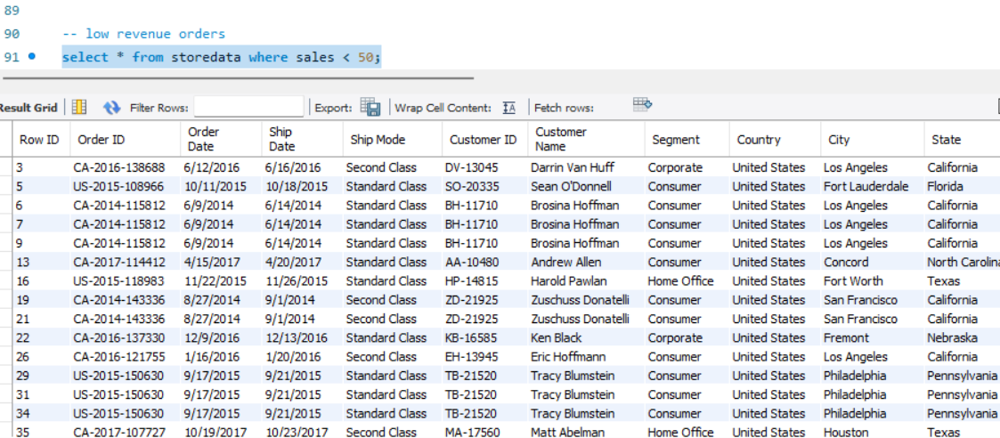 89
90 -- low revenue orders
91 select * from storedata where sales < 50;
Result Grid Filter Rows: Export: Wrap Cell Content: IA Fetch rows:
Row ID Order ID Order Date Ship Date Ship Mode Customer ID Customer Name Segment Country City State
3 CA-2016-138688 6/12/2016 6/16/2016 Second Class DV-13045 Darrin Van Huff Corporate United States Los Angeles California
5 US-2015-108966 10/11/2015 10/18/2015 Standard Class SO-20335 Sean O'Donnell Consumer United States Fort Lauderdale Florida
6 CA-2014-115812 6/9/2014 6/14/2014 Standard Class BH-11710 Brosina Hoffman Consumer United States Los Angeles California
7 CA-2014-115812 6/9/2014 6/14/2014 Standard Class BH-11710 Brosina Hoffman Consumer United States Los Angeles California
9 CA-2014-115812 6/9/2014 6/14/2014 Standard Class BH-11710 Brosina Hoffman Consumer United States Los Angeles California
13 CA-2017-114412 4/15/2017 4/20/2017 Standard Class AA-10480 Andrew Allen Consumer United States Concord North Carolina
16 US-2015-118983 11/22/2015 11/26/2015 Standard Class HP-14815 Harold Pawlan Home Office United States Fort Worth Texas
19 CA-2014-143336 8/27/2014 9/1/2014 Second Class ZD-21925 Zuschuss Donatelli Consumer United States San Francisco California
21 CA-2014-143336 8/27/2014 9/1/2014 Second Class ZD-21925 Zuschuss Donatelli Consumer United States San Francisco California
22 CA-2016-137330 12/9/2016 12/13/2016 Standard Class KB-16585 Ken Black Corporate United States Fremont Nebraska
26 CA-2016-121755 1/16/2016 1/20/2016 Second Class EH-13945 Eric Hoffmann Consumer United States Los Angeles California
29 US-2015-150630 9/17/2015 9/21/2015 Standard Class TB-21520 Tracy Blumstein Consumer United States Philadelphia Pennsylvania
31 US-2015-150630 9/17/2015 9/21/2015 Standard Class TB-21520 Tracy Blumstein Consumer United States Philadelphia Pennsylvania
34 US-2015-150630 9/17/2015 9/21/2015 Standard Class TB-21520 Tracy Blumstein Consumer United States Philadelphia Pennsylvania
35 CA-2017-107727 10/19/2017 10/23/2017 Second Class MA-17560 Matt Abelman Home Office United States Houston Texas